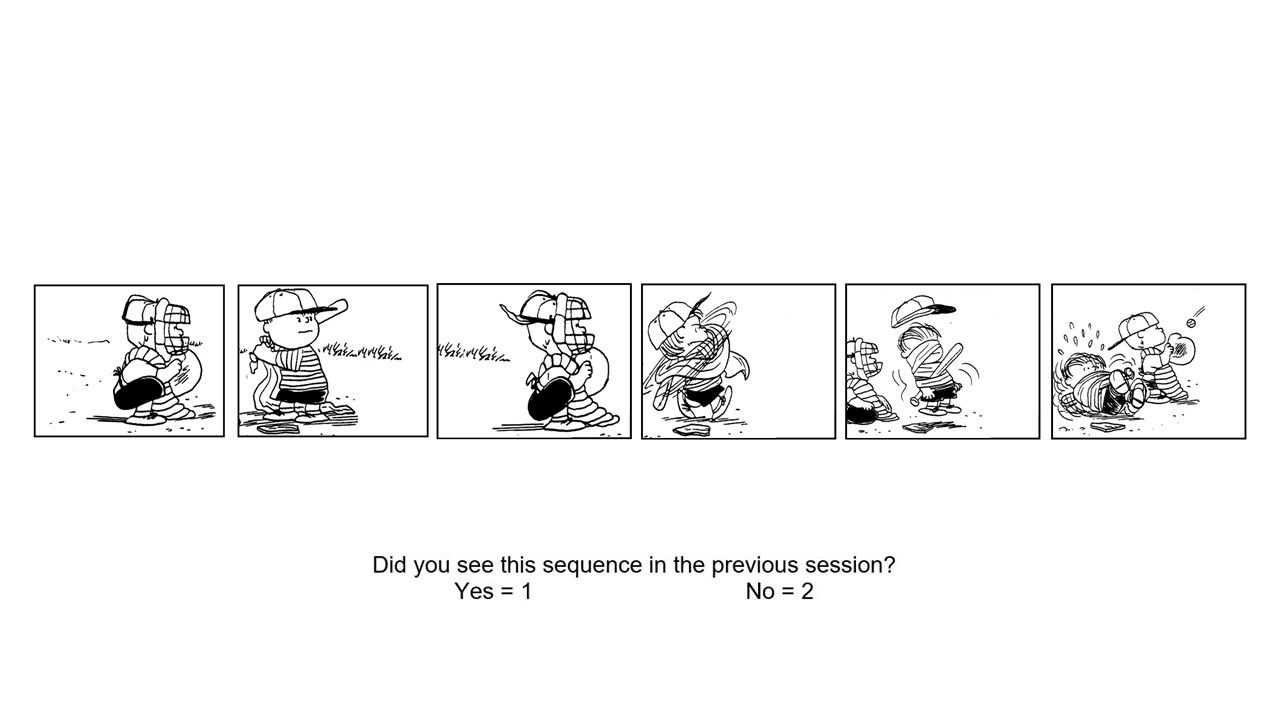 Did you see this sequence in the previous session?
Yes = 1 No = 2